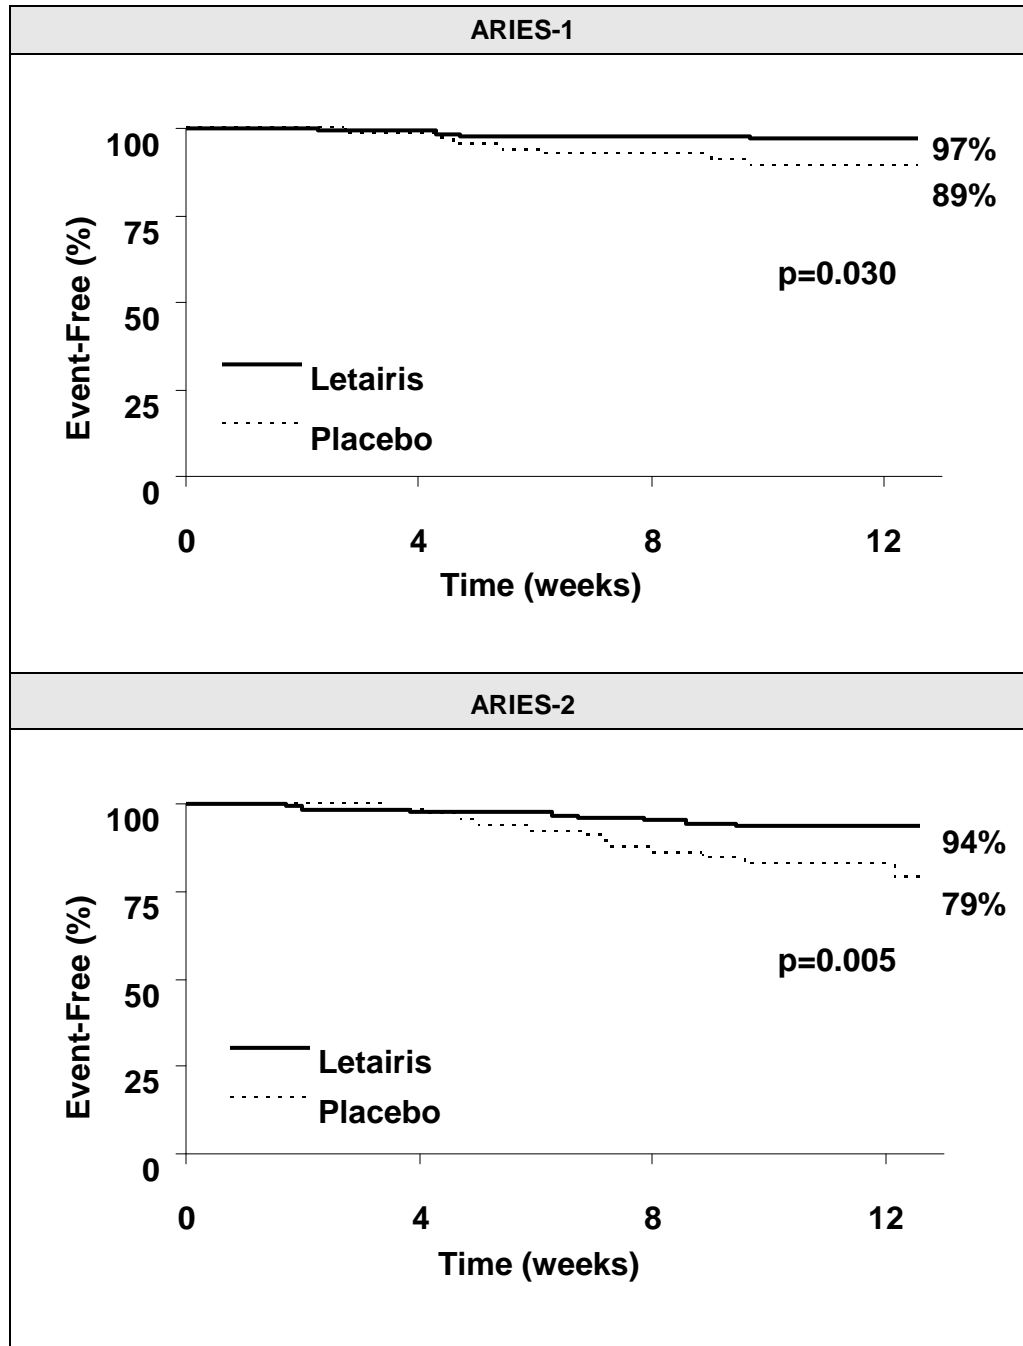 ARIES-1
100
97%
89%
75
p=0.030
50
Event-Free (%)
Letairis
25
Placebo
0
0 4 8 12
Time (weeks)
ARIES-2
100
94%
75
79%
p=0.005
50
Event-Free (%)
Letairis
25
Placebo
0
0 4 8 12
Time (weeks)